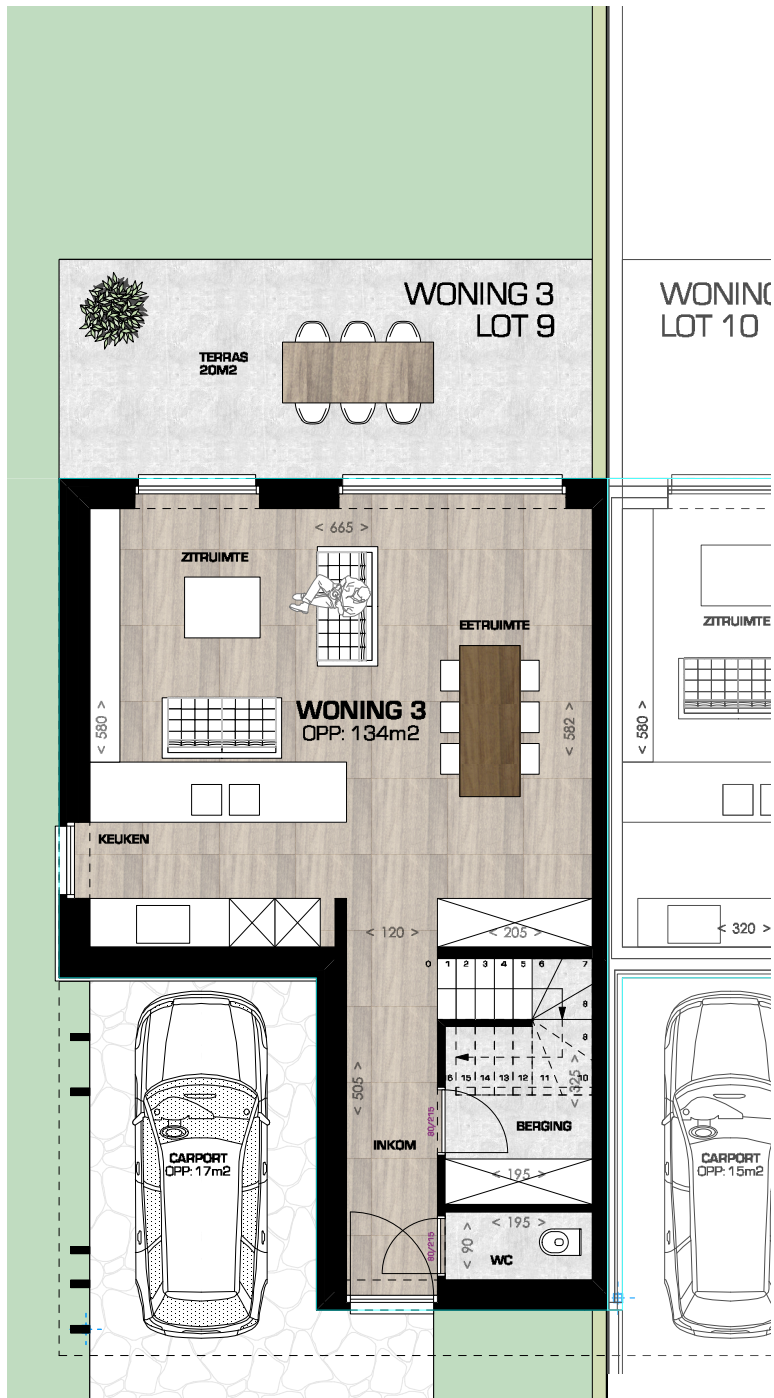 WONING 3
LOT 9
WONING
LOT 10
TERRAS
20M2
< 665 >
ZITRUIMTE
EETRUIMTE
ZITRUIMTE
WONING 3
OPP: 134m2
< 580 >
< 582 >
< 580 >
KEUKEN
< 120 >
< 205 >
< 320 >
0 1 2 3 4 5 6 7
8
9
16 15 14 13 12 11 10
< 325 >
< 505 >
80/215
BERGING
INKOM
CARPORT
OPP: 17m2
CARPORT
OPP: 15m2
< 195 >
< 195 >
< 90 >
80/215
WC